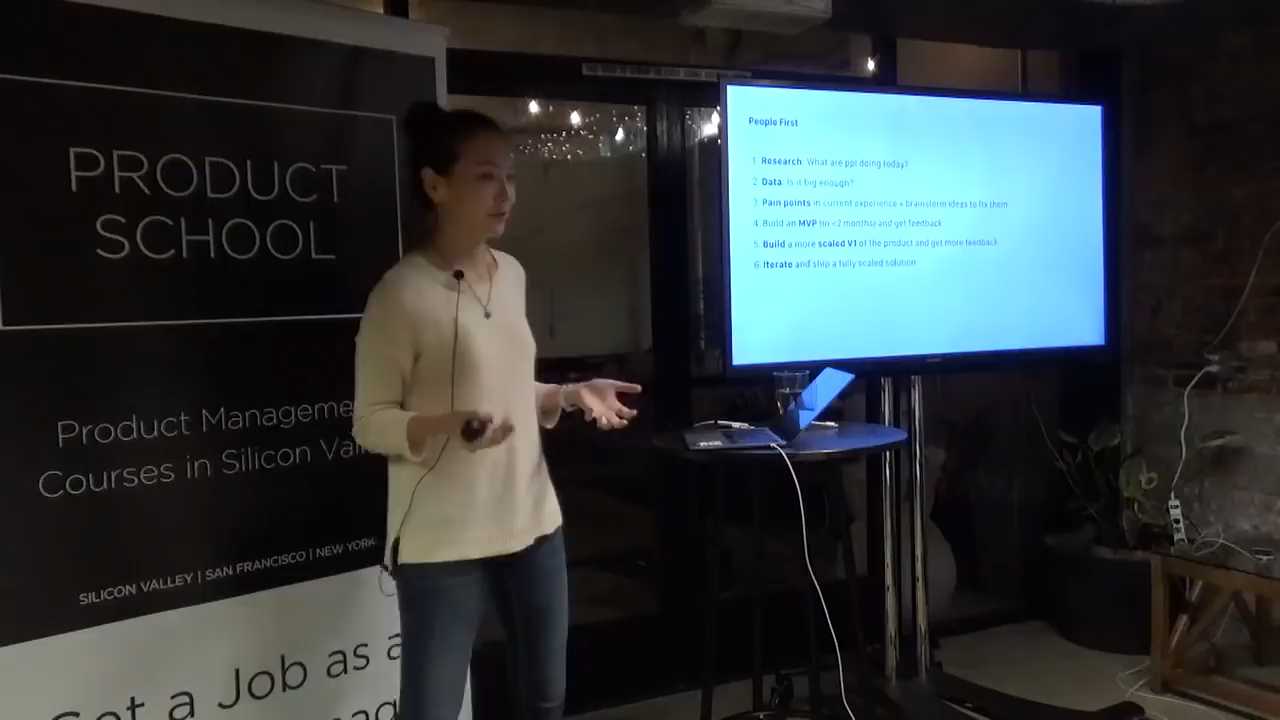 PRODUCT
SCHOOL
Product Manageme
Courses in Silicon Val
SILICON VALLEY | SAN FRANCISCO | NEW YORK
Get a Job as a
People First
1. Research. What are ppl doing today?
2. Data. Is it big enough?
3. Pain points in current experience + brainstorm ideas to fix them
4. Build an MVP (in <2 months) and get feedback
5. Build a more scaled V1 of the product and get more feedback
6. Iterate and ship a fully scaled solution